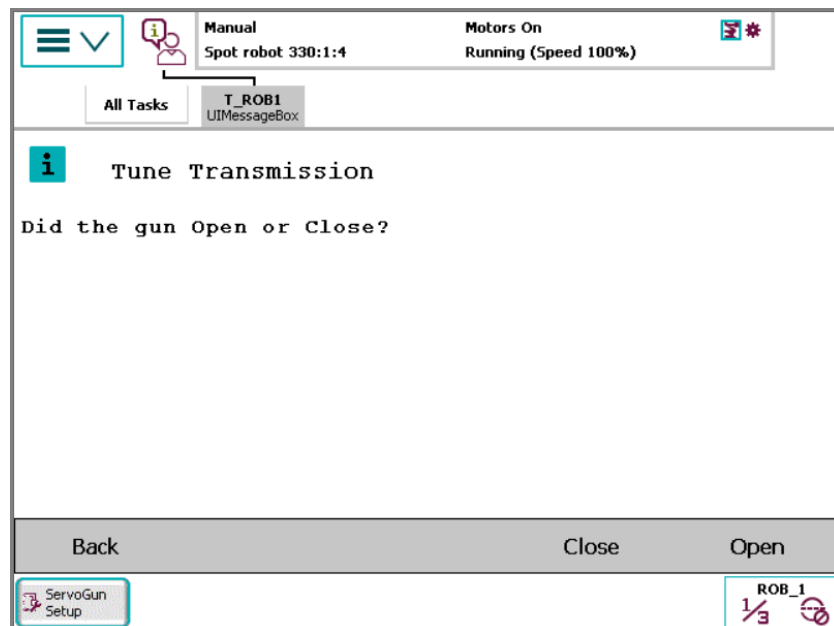 Manual
Motors On
Spot robot 330:1:4
Running (Speed 100%)
All Tasks
T_ROB1
UIMessageBox
Tune Transmission
Did the gun Open or Close?
Back
Close
Open
ServoGun
Setup
ROB_1
1/3